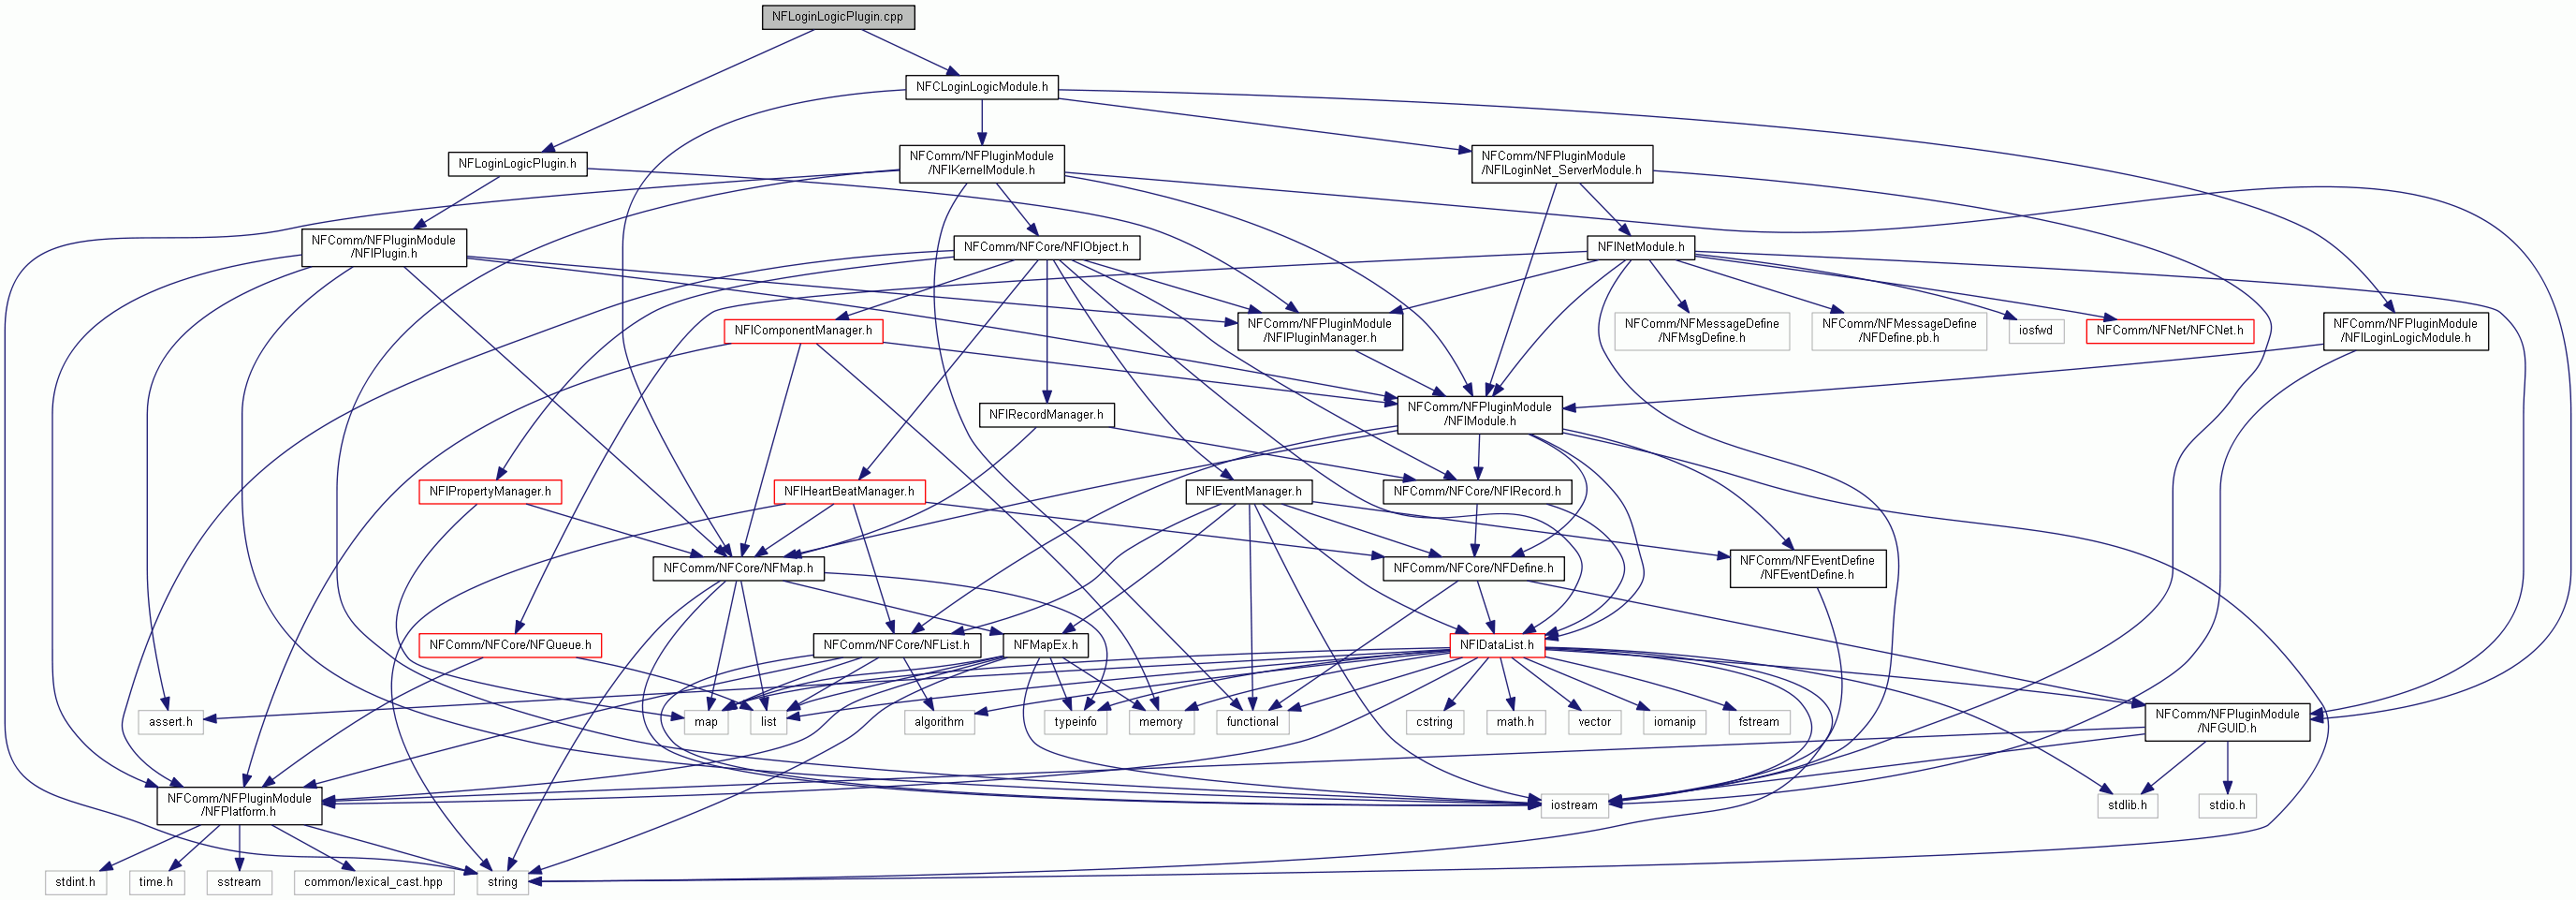 NFLoginLogicPlugin.cpp
NFCLoginLogicModule.h
NFLoginLogicPlugin.h
NFComm/NFPluginModule
/NFIKernelModule.h
NFComm/NFPluginModule
/NFILoginNet_ServerModule.h
NFComm/NFPluginModule
/NFIPlugin.h
NFComm/NFCore/NFIObject.h
NFINetModule.h
NFIComponentManager.h
NFComm/NFPluginModule
/NFIPluginManager.h
NFComm/NFMessageDefine
/NFMsgDefine.h
NFComm/NFMessageDefine
/NFDefine.pb.h
iosfwd
NFComm/NFNet/NFCNet.h
NFComm/NFPluginModule
/NFILoginLogicModule.h
NFIRecordManager.h
NFComm/NFPluginModule
/NFIModule.h
NFIPropertyManager.h
NFIHeartBeatManager.h
NFIEventManager.h
NFComm/NFCore/NFIRecord.h
NFComm/NFCore/NFMap.h
NFComm/NFCore/NFDefine.h
NFComm/NFEventDefine
/NFEventDefine.h
NFComm/NFCore/NFQueue.h
NFComm/NFCore/NFList.h
NFMapEx.h
NFIDataList.h
assert.h
map
list
algorithm
typeinfo
memory
functional
cstring
math.h
vector
iomanip
fstream
NFComm/NFPluginModule
/NFGUID.h
NFComm/NFPluginModule
/NFPlatform.h
iostream
stdlib.h
stdio.h
stdint.h
time.h
sstream
common/lexical_cast.hpp
string